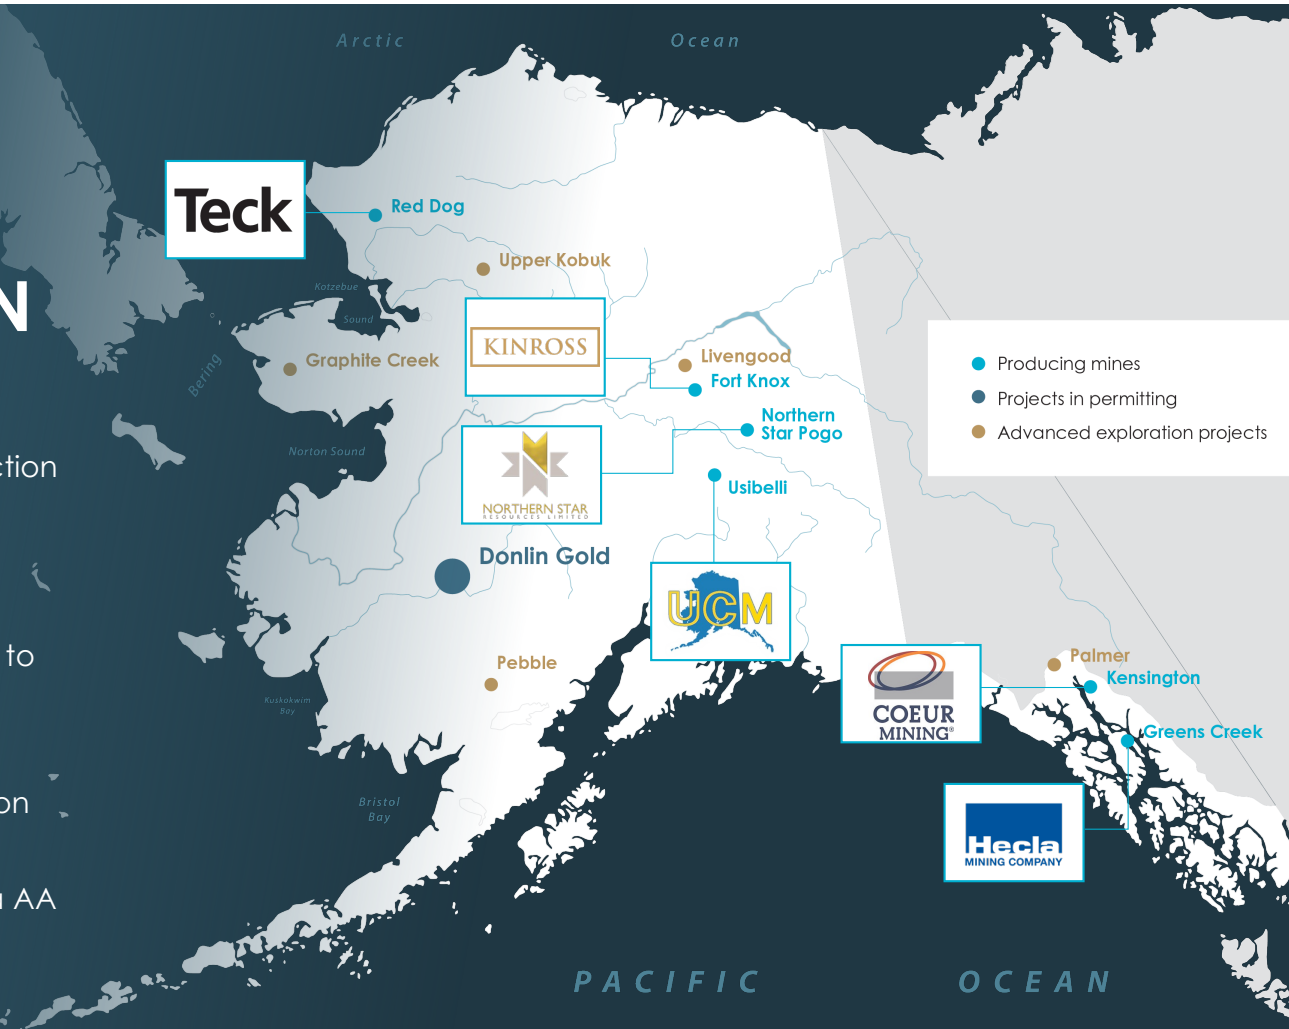 Arctic
Ocean
Teck
Red Dog
Upper Kobuk
Kotzebue
Sound
N
KINROSS
Bering
Graphite Creek
Livengood
Fort Knox
Producing mines
Projects in permitting
Advanced exploration projects
Northern
Star Pogo
Norton Sound
ction
Usibelli
NORTHERN STAR
RESOURCES LIMITED
Donlin Gold
UCM
to
Pebble
Palmer
Kensington
Kuskokwim
Bay
COEUR
MINING®
Greens Creek
Bristol
Bay
on
Hecla
MINING COMPANY
AA
PACIFIC
OCEAN